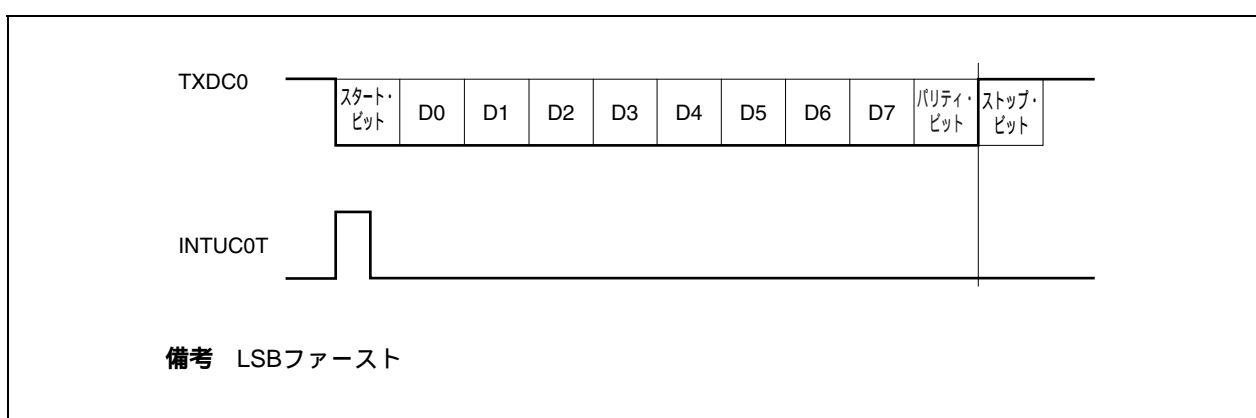 TXDC0
スタート・
ビット
D0 D1 D2 D3 D4 D5 D6 D7
パリティ・
ビット
ストップ・
ビット
INTUC0T
備考 LSBファースト